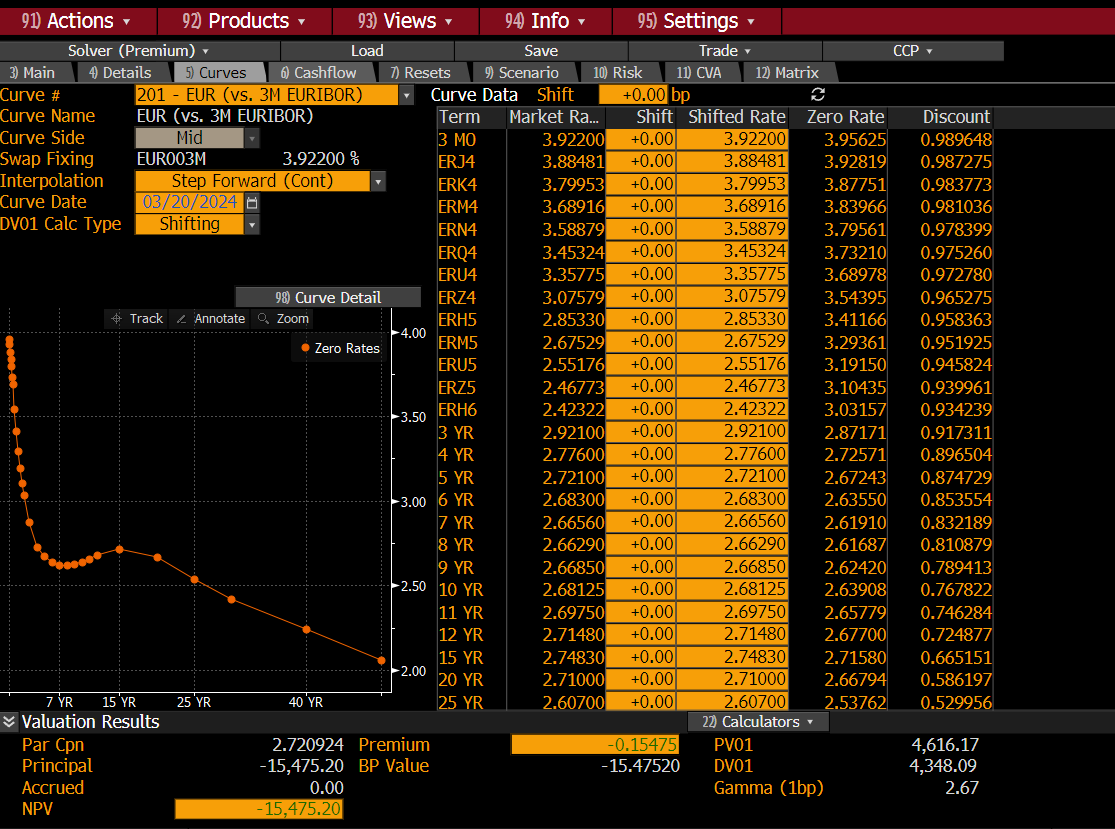 91) Actions 92) Products 93) Views 94) Info 95) Settings
Solver (Premium) Load Save Trade CCP
3) Main 4) Details 5) Curves 6) Cashflow 7) Resets 9) Scenario 10) Risk 11) CVA 12) Matrix
Curve # 201 - EUR (vs. 3M EURIBOR)
Curve Name EUR (vs. 3M EURIBOR)
Curve Side Mid
Swap Fixing EUR003M 3.92200 %
Interpolation Step Forward (Cont)
Curve Date 03/20/2024
DV01 Calc Type Shifting
98) Curve Detail
Track Annotate Zoom
Zero Rates
4.00
3.50
3.00
2.50
2.00
7 YR 15 YR 25 YR 40 YR
Curve Data Shift +0.00 bp
Term Market Ra... Shift Shifted Rate Zero Rate Discount
3 MO 3.92200 +0.00 3.92200 3.95625 0.989648
ERJ4 3.88481 +0.00 3.88481 3.92819 0.987275
ERK4 3.79953 +0.00 3.79953 3.87751 0.983773
ERM4 3.68916 +0.00 3.68916 3.83966 0.981036
ERN4 3.58879 +0.00 3.58879 3.79561 0.978399
ERQ4 3.45324 +0.00 3.45324 3.73210 0.975260
ERU4 3.35775 +0.00 3.35775 3.68978 0.972780
ERZ4 3.07579 +0.00 3.07579 3.54395 0.965275
ERH5 2.85330 +0.00 2.85330 3.41166 0.958363
ERM5 2.67529 +0.00 2.67529 3.29361 0.951925
ERU5 2.55176 +0.00 2.55176 3.19150 0.945824
ERZ5 2.46773 +0.00 2.46773 3.10435 0.939961
ERH6 2.42322 +0.00 2.42322 3.03157 0.934239
3 YR 2.92100 +0.00 2.92100 2.87171 0.917311
4 YR 2.77600 +0.00 2.77600 2.72571 0.896504
5 YR 2.72100 +0.00 2.72100 2.67243 0.874729
6 YR 2.68300 +0.00 2.68300 2.63550 0.853554
7 YR 2.66560 +0.00 2.66560 2.61910 0.832189
8 YR 2.66290 +0.00 2.66290 2.61687 0.810879
9 YR 2.66850 +0.00 2.66850 2.62420 0.789413
10 YR 2.68125 +0.00 2.68125 2.63908 0.767822
11 YR 2.69750 +0.00 2.69750 2.65779 0.746284
12 YR 2.71480 +0.00 2.71480 2.67700 0.724877
15 YR 2.74830 +0.00 2.74830 2.71580 0.665151
20 YR 2.71000 +0.00 2.71000 2.66794 0.586197
25 YR 2.60700 +0.00 2.60700 2.53762 0.529956
Valuation Results 22) Calculators
Par Cpn 2.720924 Premium -0.15475 PV01 4,616.17
Principal -15,475.20 BP Value -15.47520 DV01 4,348.09
Accrued 0.00 Gamma (1bp) 2.67
NPV -15,475.20